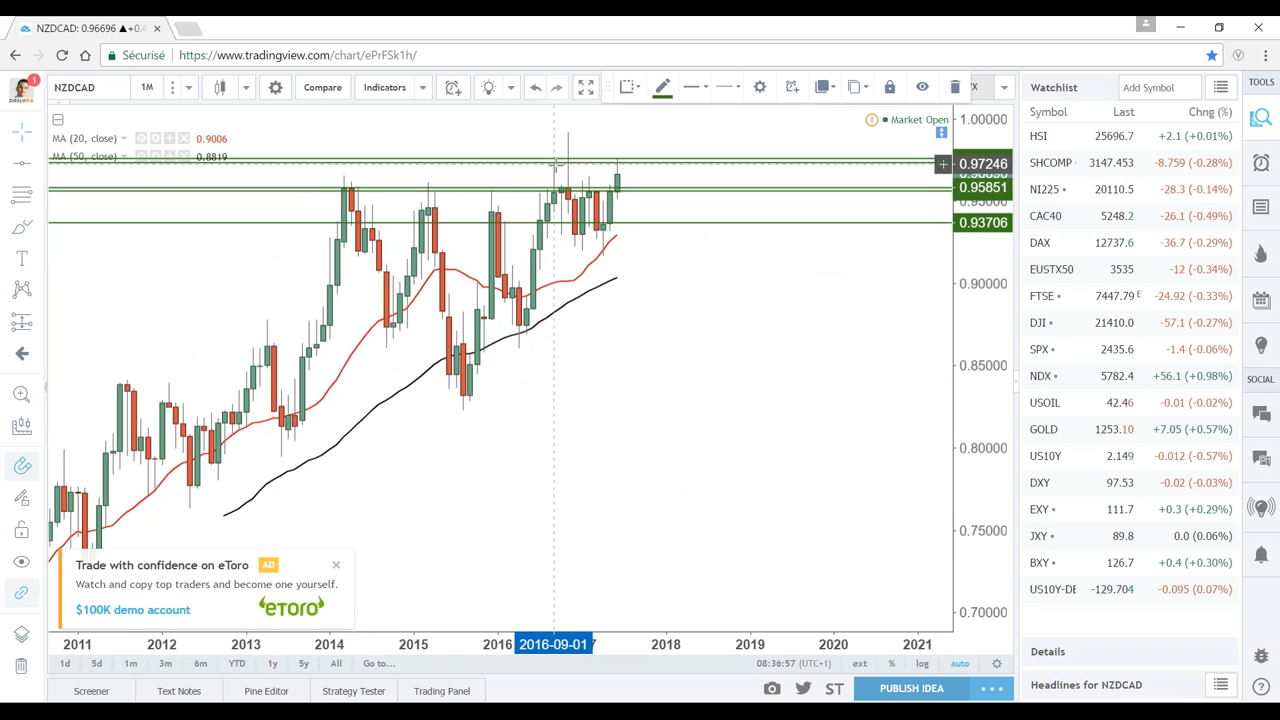 NZDCAD: 0.96696 ▲+0.4
Sécurisé https://www.tradingview.com/chart/ePrFSk1h/
1
DAILYFX
NZDCAD 1M Compare Indicators
MA (20, close) 0.9006
MA (50, close) 0.8819
Market Open
1.00000
0.97246
0.95851
0.93706
0.90000
0.85000
0.80000
0.75000
0.70000
Trade with confidence on eToro AD
Watch and copy top traders and become one yourself.
$100K demo account eTORO
2011 2012 2013 2014 2015 2016 2016-09-01 7 2018 2019 2020 2021
1d 5d 1m 3m 6m YTD 1y 5y All Go to... 08:36:57 (UTC+1) ext % log auto
Screener Text Notes Pine Editor Strategy Tester Trading Panel ST PUBLISH IDEA
Watchlist Add Symbol
Symbol Last Chng (%)
HSI 25696.7 +2.1 (+0.01%)
SHCOMP 3147.453 -8.759 (-0.28%)
NI225 20110.5 -28.3 (-0.14%)
CAC40 5248.2 -26.1 (-0.49%)
DAX 12737.6 -36.7 (-0.29%)
EUSTX50 3535 -12 (-0.34%)
FTSE 7447.79 E -24.92 (-0.33%)
DJI 21410.0 -57.1 (-0.27%)
SPX 2435.6 -1.4 (-0.06%)
NDX 5782.4 +56.1 (+0.98%)
USOIL 42.46 -0.01 (-0.02%)
GOLD 1253.10 +7.05 (+0.57%)
US10Y 2.149 -0.012 (-0.57%)
DXY 97.53 -0.02 (-0.03%)
EXY 111.7 +0.3 (+0.29%)
JXY 89.8 0.0 (0.06%)
BXY 126.7 +0.4 (+0.30%)
US10Y-DE -129.704 -0.095 (0.07%)
Details
Headlines for NZDCAD
TOOLS
SOCIAL